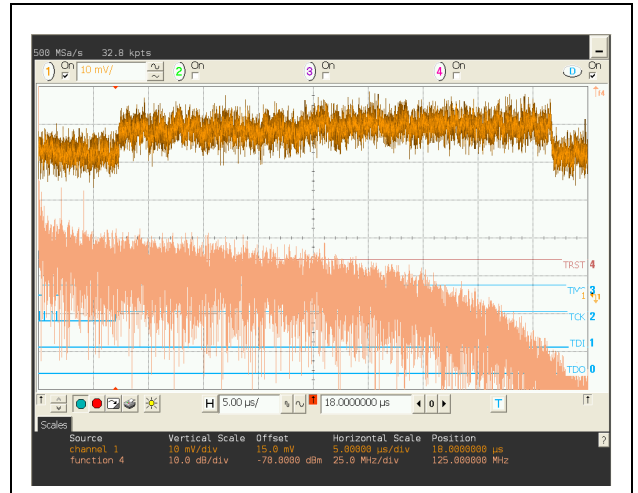 500 MSa/s 32.8 kpts
1 On 10 mV/ 2 On 3 On 4 On D On
TRST 4
TMS 3
TCK 2
TDI 1
TDO 0
H 5.00 µs/ T 18.0000000 µs 0 T
Scales
Source Vertical Scale Offset Horizontal Scale Position
channel 1 10 mV/div 15.0 mV 5.00000 µs/div 18.0000000 µs
function 4 10.0 dB/div -70.0000 dBm 25.0 MHz/div 125.000000 MHz
?